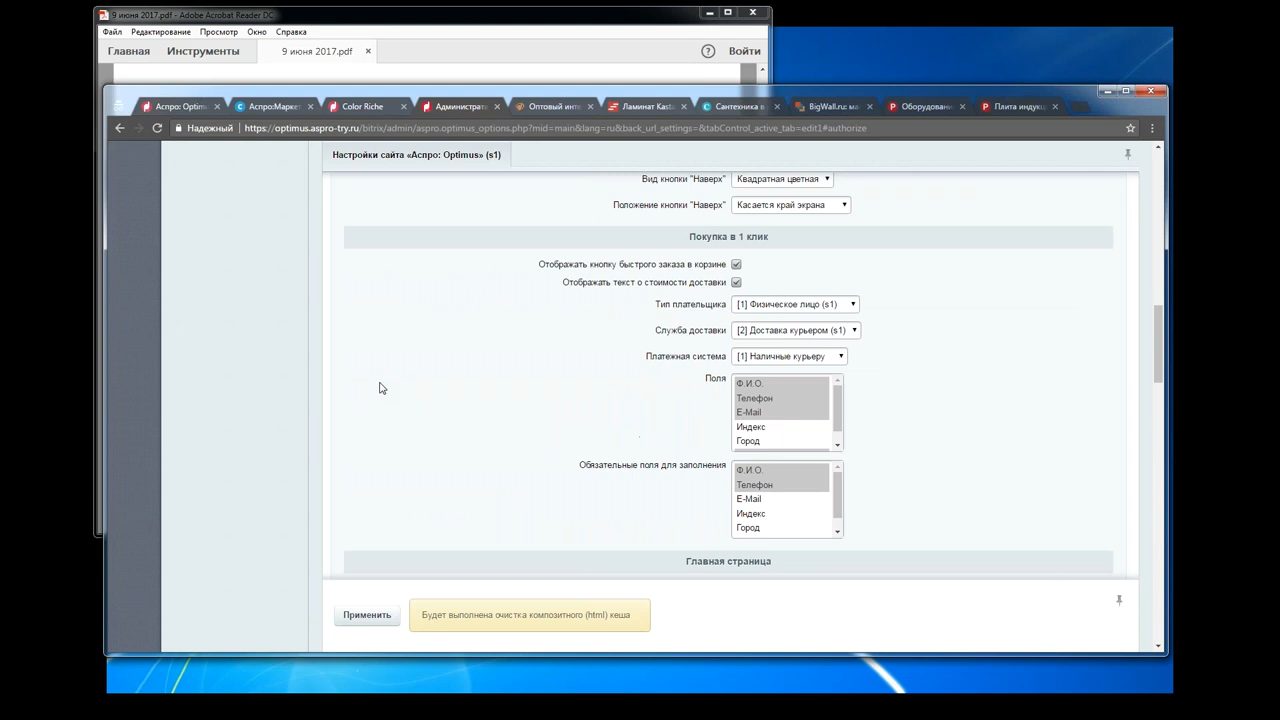 9 июня 2017.pdf - Adobe Acrobat Reader DC
Файл Редактирование Просмотр Окно Справка
Главная Инструменты 9 июня 2017.pdf × ? Войти
Аспро: Optim Аспро:Марке Color Riche Администрат Оптовый инт Ламинат Kast Сантехника в BigWall.ru: м Оборудован Плита индукц
Надежный https://optimus.aspro-try.ru/bitrix/admin/aspro.optimus_options.php?mid=main&lang=ru&back_url_settings=&tabControl_active_tab=edit1#authorize
Настройки сайта «Аспро: Optimus» (s1)
Вид кнопки "Наверх" Квадратная цветная
Положение кнопки "Наверх" Касается край экрана
Покупка в 1 клик
Отображать кнопку быстрого заказа в корзине
Отображать текст о стоимости доставки
Тип плательщика [1] Физическое лицо (s1)
Служба доставки [2] Доставка курьером (s1)
Платежная система [1] Наличные курьеру
Поля Ф.И.О.
Телефон
E-Mail
Индекс
Город
Обязательные поля для заполнения Ф.И.О.
Телефон
E-Mail
Индекс
Город
Главная страница
Применить Будет выполнена очистка композитного (html) кеша